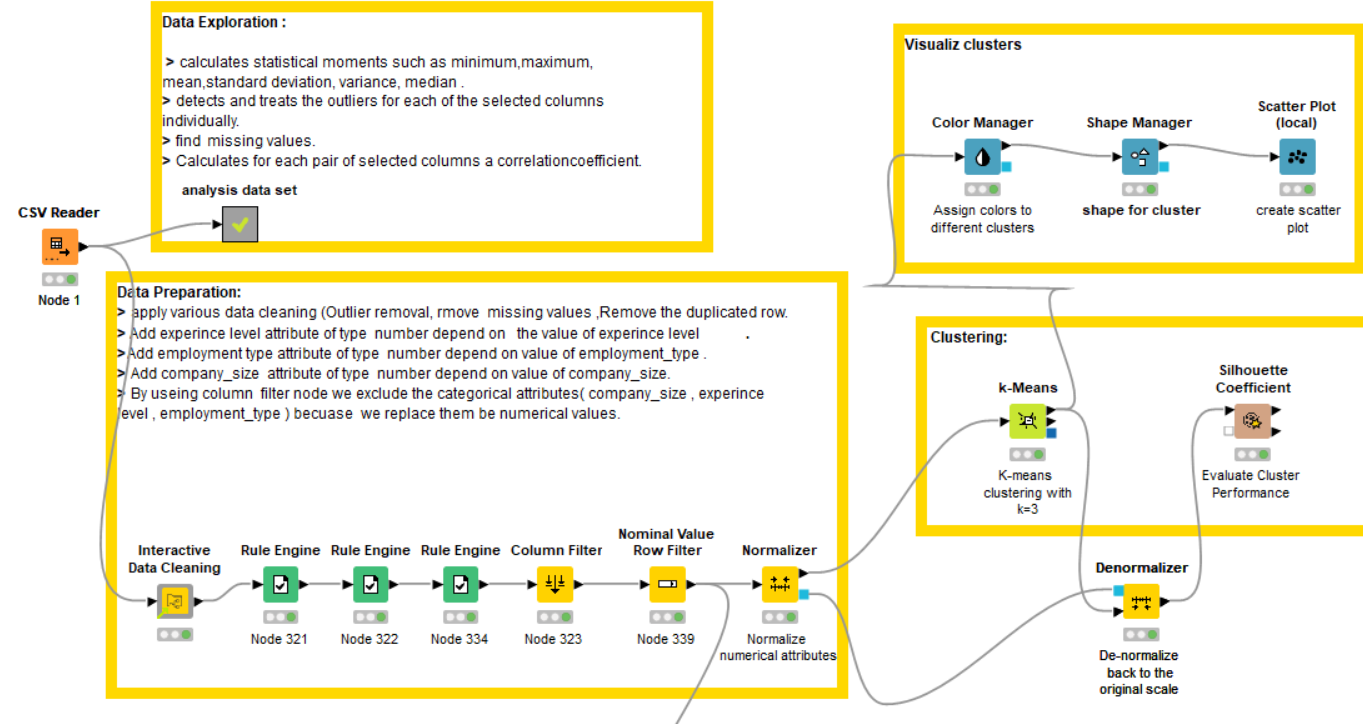 Data Exploration :
> calculates statistical moments such as minimum,maximum,
mean,standard deviation, variance, median .
> detects and treats the outliers for each of the selected columns
individually.
> find missing values.
> Calculates for each pair of selected columns a correlationcoefficient.
analysis data set
CSV Reader
Node 1
Data Preparation:
> apply various data cleaning (Outlier removal, rmove missing values ,Remove the duplicated row.
> Add experince level attribute of type number depend on the value of experince level .
> Add employment type attribute of type number depend on value of employment_type .
> Add company_size attribute of type number depend on value of company_size.
> By useing column filter node we exclude the categorical attributes( company_size , experince
level , employment_type ) becuase we replace them be numerical values.
Interactive
Data Cleaning
Rule Engine
Node 321
Rule Engine
Node 322
Rule Engine
Node 334
Column Filter
Node 323
Nominal Value
Row Filter
Node 339
Normalizer
Normalize
numerical attributes
Visualiz clusters
Color Manager
Assign colors to
different clusters
Shape Manager
shape for cluster
Scatter Plot
(local)
create scatter
plot
Clustering:
k-Means
K-means
clustering with
k=3
Silhouette
Coefficient
Evaluate Cluster
Performance
Denormalizer
De-normalize
back to the
original scale